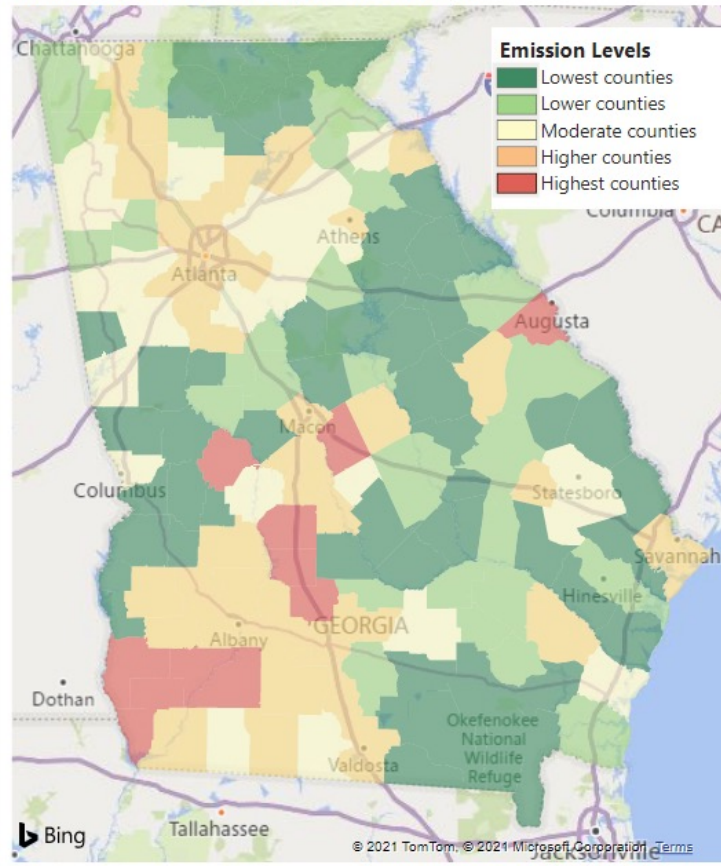 Chattanooga
Emission Levels
Lowest counties
Lower counties
Moderate counties
Higher counties
Highest counties
Columbia
CA
Athens
Atlanta
Augusta
Macon
Columbus
Statesboro
Savannah
Hinesville
GEORGIA
Albany
Dothan
Okefenokee
National
Wildlife
Refuge
Valdosta
Bing
Tallahassee
© 2021 TomTom, © 2021 Microsoft Corporation Terms
Jacksonville